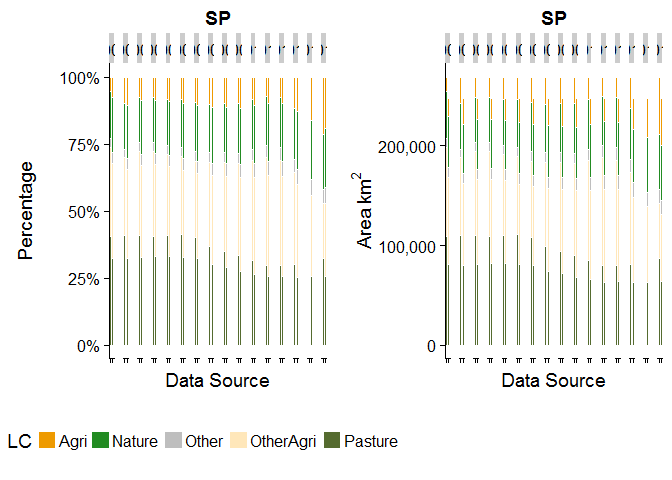 SP
SP
100%
75%
50%
25%
0%
Percentage
Data Source
200,000
100,000
0
Area km²
Data Source
LC Agri Nature Other OtherAgri Pasture